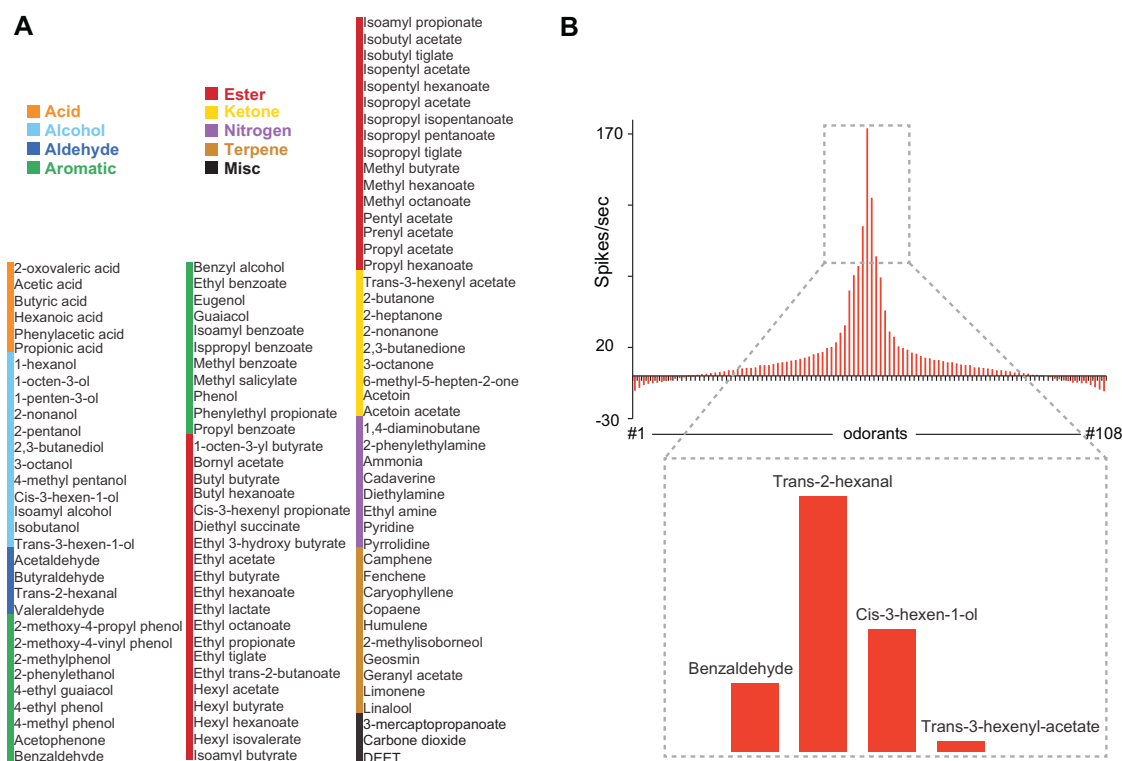 A
Acid
Alcohol
Aldehyde
Aromatic
Ester
Ketone
Nitrogen
Terpene
Misc
2-oxovaleric acid
Acetic acid
Butyric acid
Hexanoic acid
Phenylacetic acid
Propionic acid
1-hexanol
1-octen-3-ol
1-penten-3-ol
2-nonanol
2-pentanol
2,3-butanediol
3-octanol
4-methyl pentanol
Cis-3-hexen-1-ol
Isoamyl alcohol
Isobutanol
Trans-3-hexen-1-ol
Acetaldehyde
Butyraldehyde
Trans-2-hexanal
Valeraldehyde
2-methoxy-4-propyl phenol
2-methoxy-4-vinyl phenol
2-methylphenol
2-phenylethanol
4-ethyl guaiacol
4-ethyl phenol
4-methyl phenol
Acetophenone
Benzaldehyde
Benzyl alcohol
Ethyl benzoate
Eugenol
Guaiacol
Isoamyl benzoate
Isppropyl benzoate
Methyl benzoate
Methyl salicylate
Phenol
Phenylethyl propionate
Propyl benzoate
1-octen-3-yl butyrate
Bornyl acetate
Butyl butyrate
Butyl hexanoate
Cis-3-hexenyl propionate
Diethyl succinate
Ethyl 3-hydroxy butyrate
Ethyl acetate
Ethyl butyrate
Ethyl hexanoate
Ethyl lactate
Ethyl octanoate
Ethyl propionate
Ethyl tiglate
Ethyl trans-2-butanoate
Hexyl acetate
Hexyl butyrate
Hexyl hexanoate
Hexyl isovalerate
Isoamyl butyrate
Isoamyl propionate
Isobutyl acetate
Isobutyl tiglate
Isopentyl acetate
Isopentyl hexanoate
Isopropyl acetate
Isopropyl isopentanoate
Isopropyl pentanoate
Isopropyl tiglate
Methyl butyrate
Methyl hexanoate
Methyl octanoate
Pentyl acetate
Prenyl acetate
Propyl acetate
Propyl hexanoate
Trans-3-hexenyl acetate
2-butanone
2-heptanone
2-nonanone
2,3-butanedione
3-octanone
6-methyl-5-hepten-2-one
Acetoin
Acetoin acetate
1,4-diaminobutane
2-phenylethylamine
Ammonia
Cadaverine
Diethylamine
Ethyl amine
Pyridine
Pyrrolidine
Camphene
Fenchene
Caryophyllene
Copaene
Humulene
2-methylisoborneol
Geosmin
Geranyl acetate
Limonene
Linalool
3-mercaptopropanoate
Carbone dioxide
DEET
B
170
Spikes/sec
20
-30
#1 odorants #108
Trans-2-hexanal
Cis-3-hexen-1-ol
Benzaldehyde
Trans-3-hexenyl-acetate